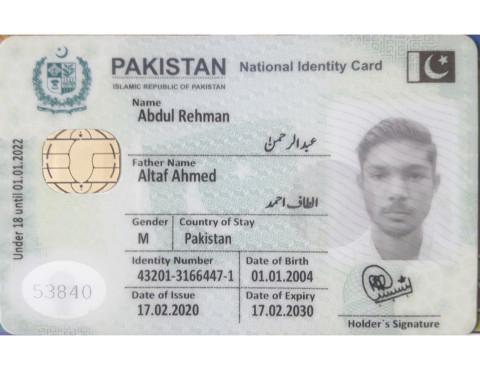 PAKISTAN National Identity Card
ISLAMIC REPUBLIC OF PAKISTAN
Name
Abdul Rehman
عبدالرحمن
Father Name
Altaf Ahmed
الطاف احمد
Gender Country of Stay
M Pakistan
Identity Number Date of Birth
43201-3166447-1 01.01.2004
Date of Issue Date of Expiry
17.02.2020 17.02.2030
Holder's Signature
Under 18 until 01.01.2022
53840